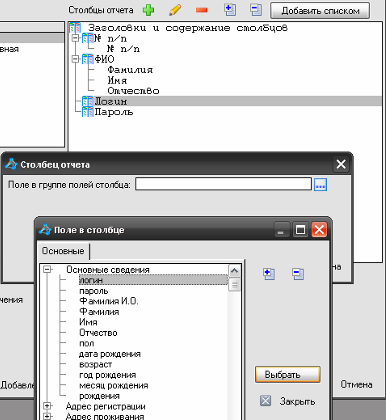 Столбцы отчета
Добавить списком
Заголовки и содержание столбцов
№ п/п
№ п/п
ФИО
Фамилия
Имя
Отчество
Логин
Пароль
вная
Столбец отчета
Поле в группе полей столбца:
...
на
Поле в столбце
Основные
Основные сведения
логин
пароль
Фамилия И.О.
Фамилия
Имя
Отчество
пол
дата рождения
возраст
год рождения
месяц рождения
рождения
Адрес регистрации
Адрес проживания
Выбрать
Закрыть
чения
Добавле
Отмена